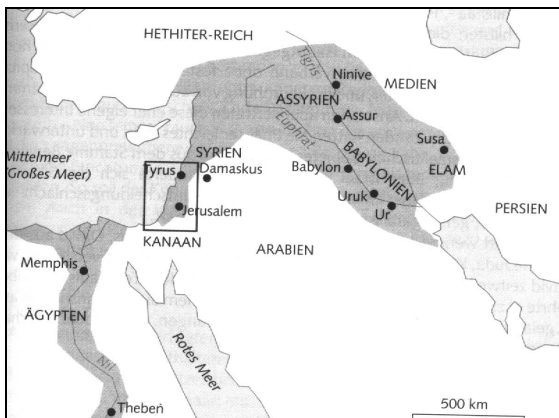 HETHITER-REICH
Tigris
Ninive
MEDIEN
ASSYRIEN
Assur
Euphrat
Susa
SYRIEN
BABYLONIEN
Mittelmeer
(Großes Meer)
Tyrus
Damaskus
Babylon
ELAM
Uruk
Ur
Jerusalem
PERSIEN
KANAAN
ARABIEN
Memphis
ÄGYPTEN
Rotes Meer
Nil
Theben
500 km